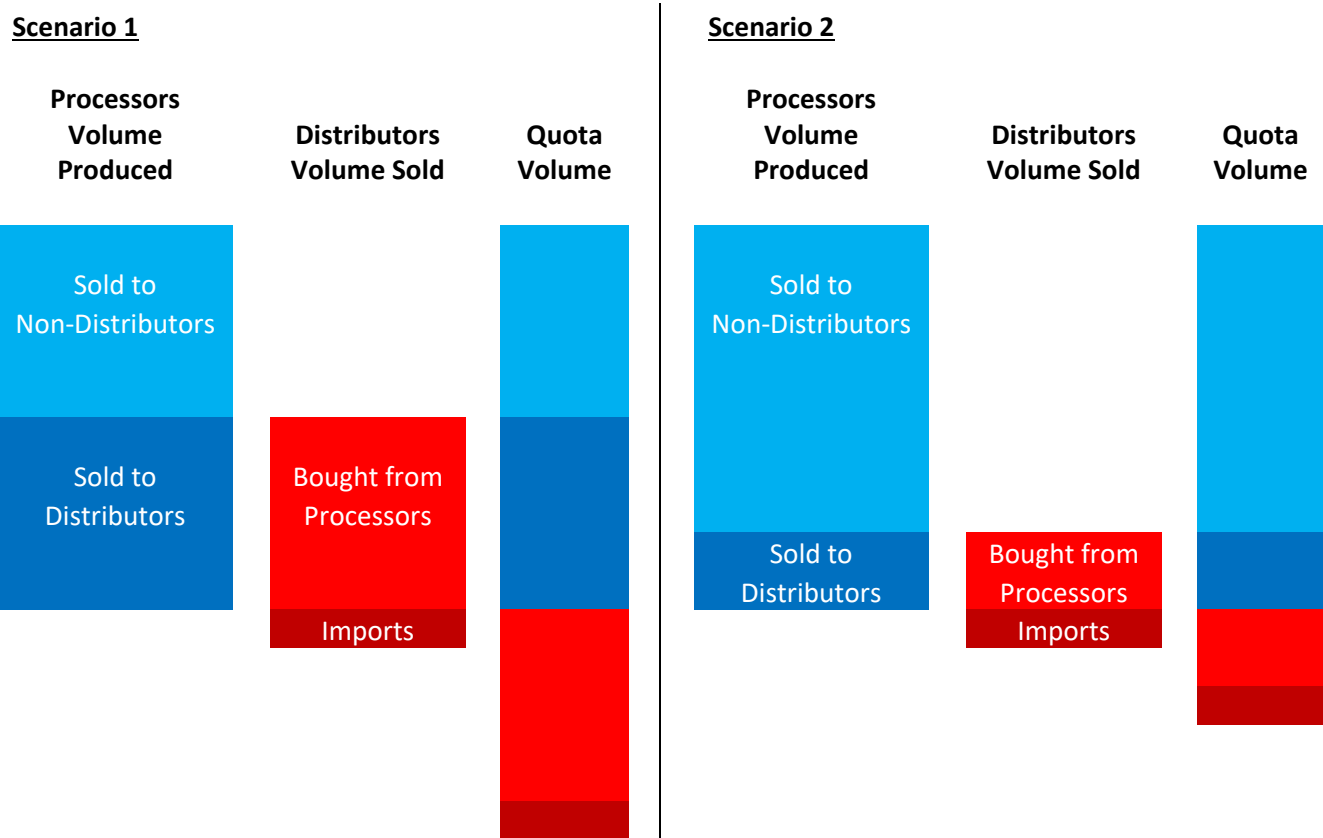 Scenario 1
Processors
Volume
Produced
Distributors
Volume Sold
Quota
Volume
Sold to
Non-Distributors
Sold to
Distributors
Bought from
Processors
Imports
Scenario 2
Processors
Volume
Produced
Distributors
Volume Sold
Quota
Volume
Sold to
Non-Distributors
Sold to
Distributors
Bought from
Processors
Imports